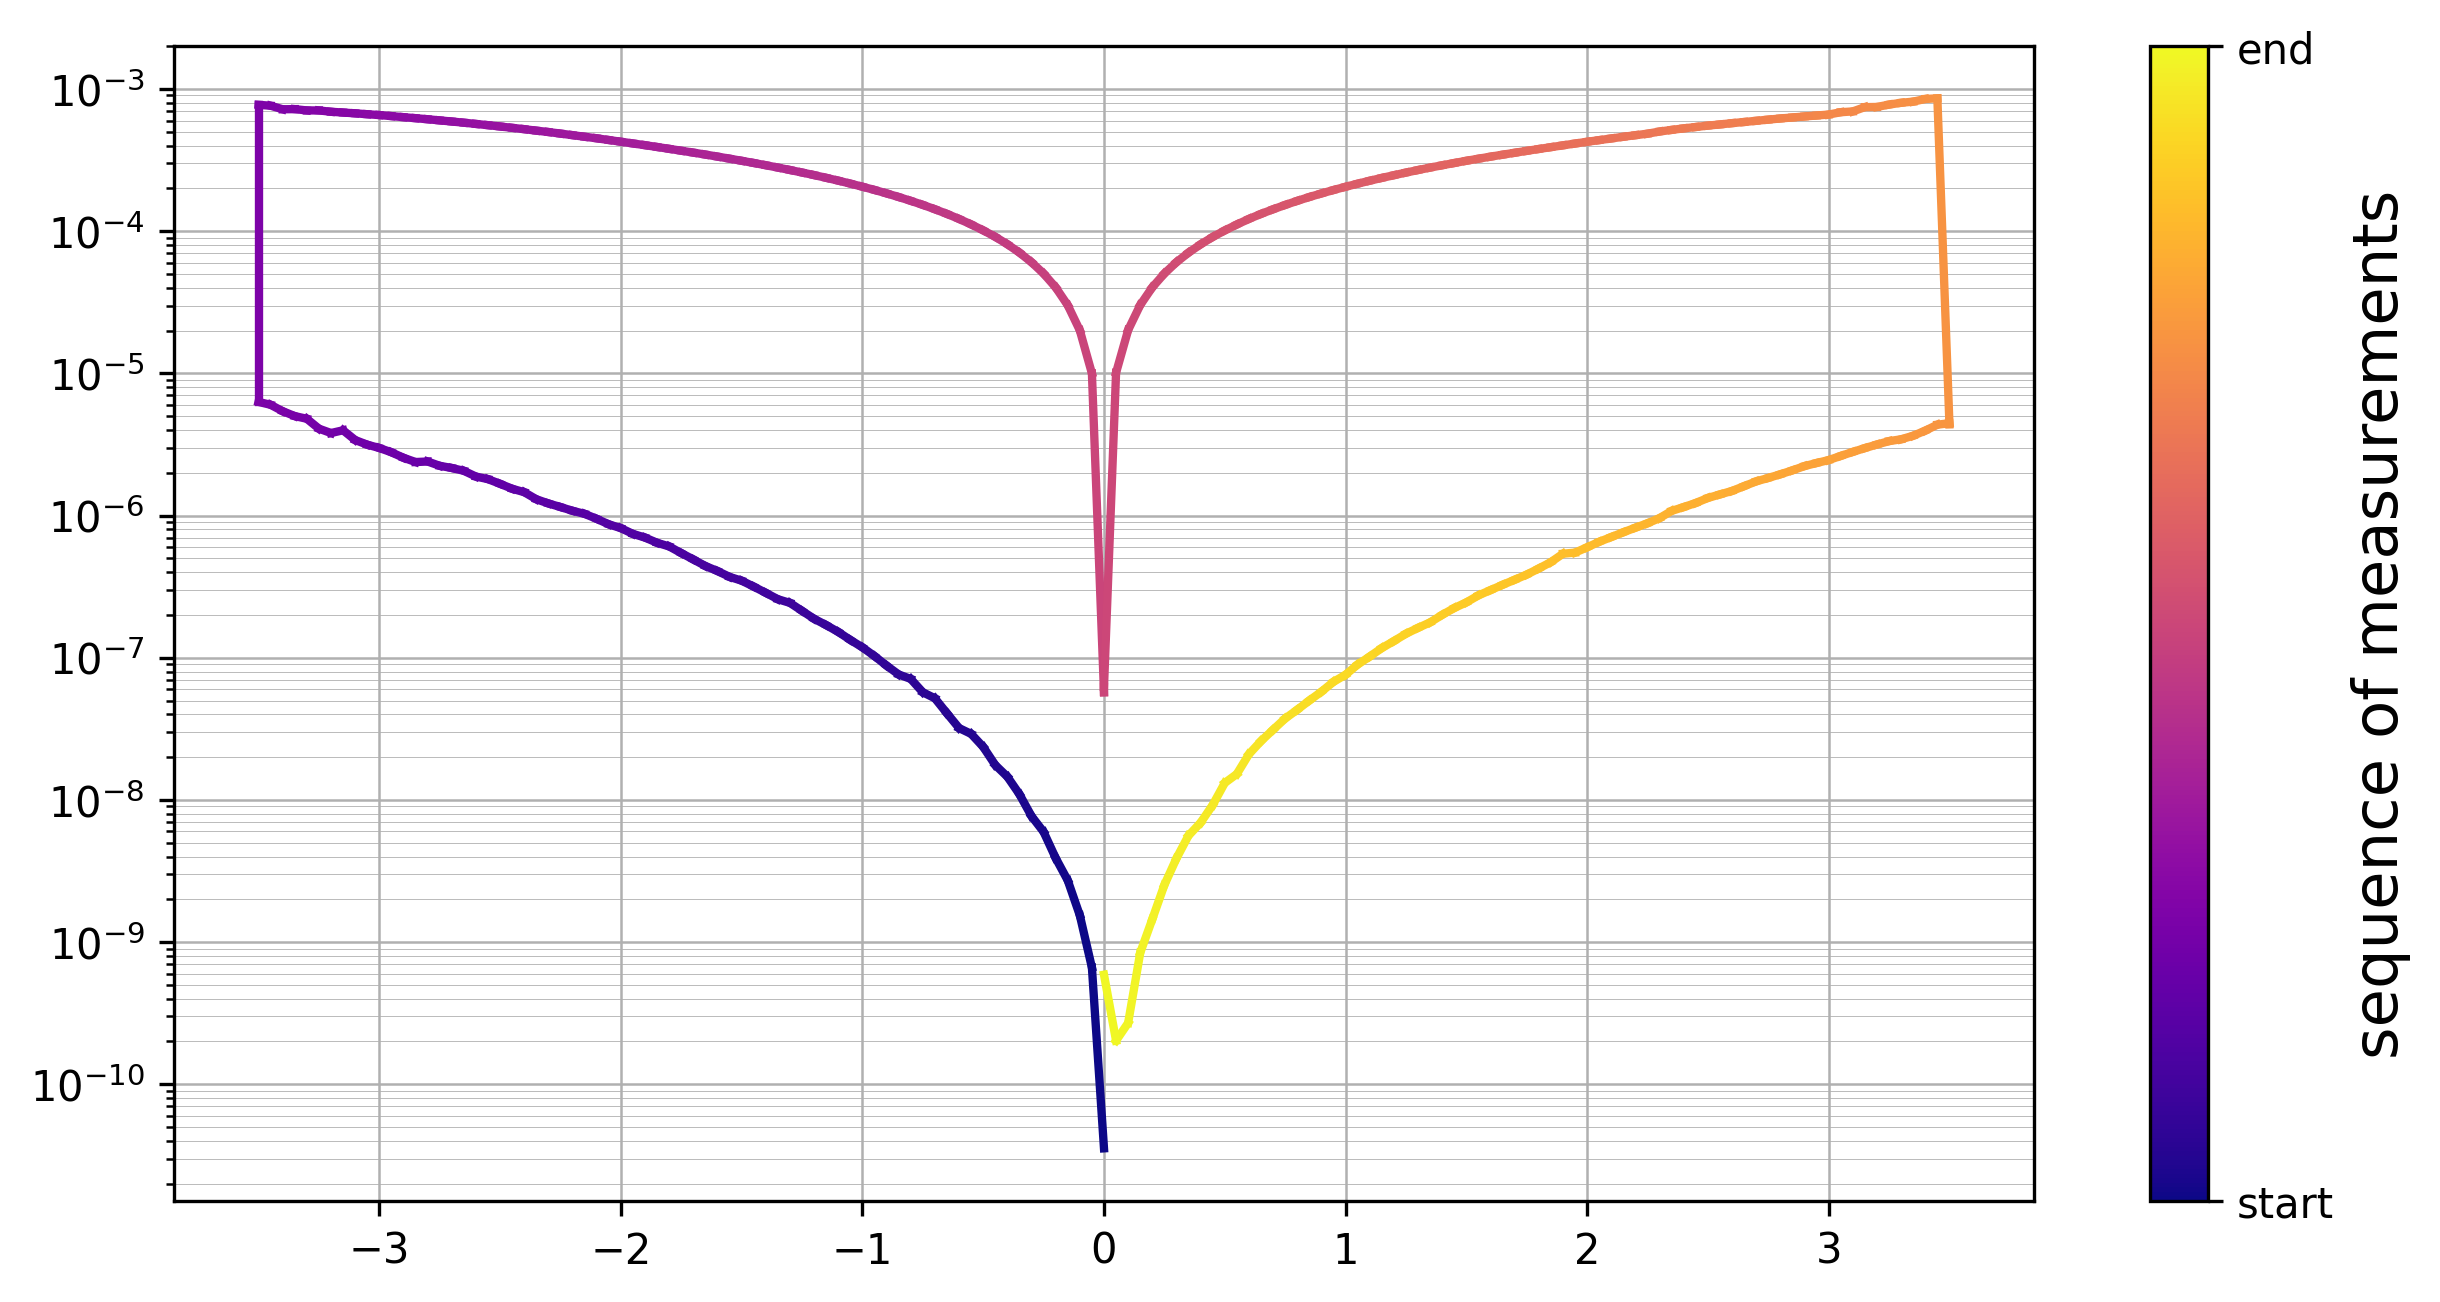 10⁻³
10⁻⁴
10⁻⁵
10⁻⁶
10⁻⁷
10⁻⁸
10⁻⁹
10⁻¹⁰
−3 −2 −1 0 1 2 3
end
start
sequence of measurements